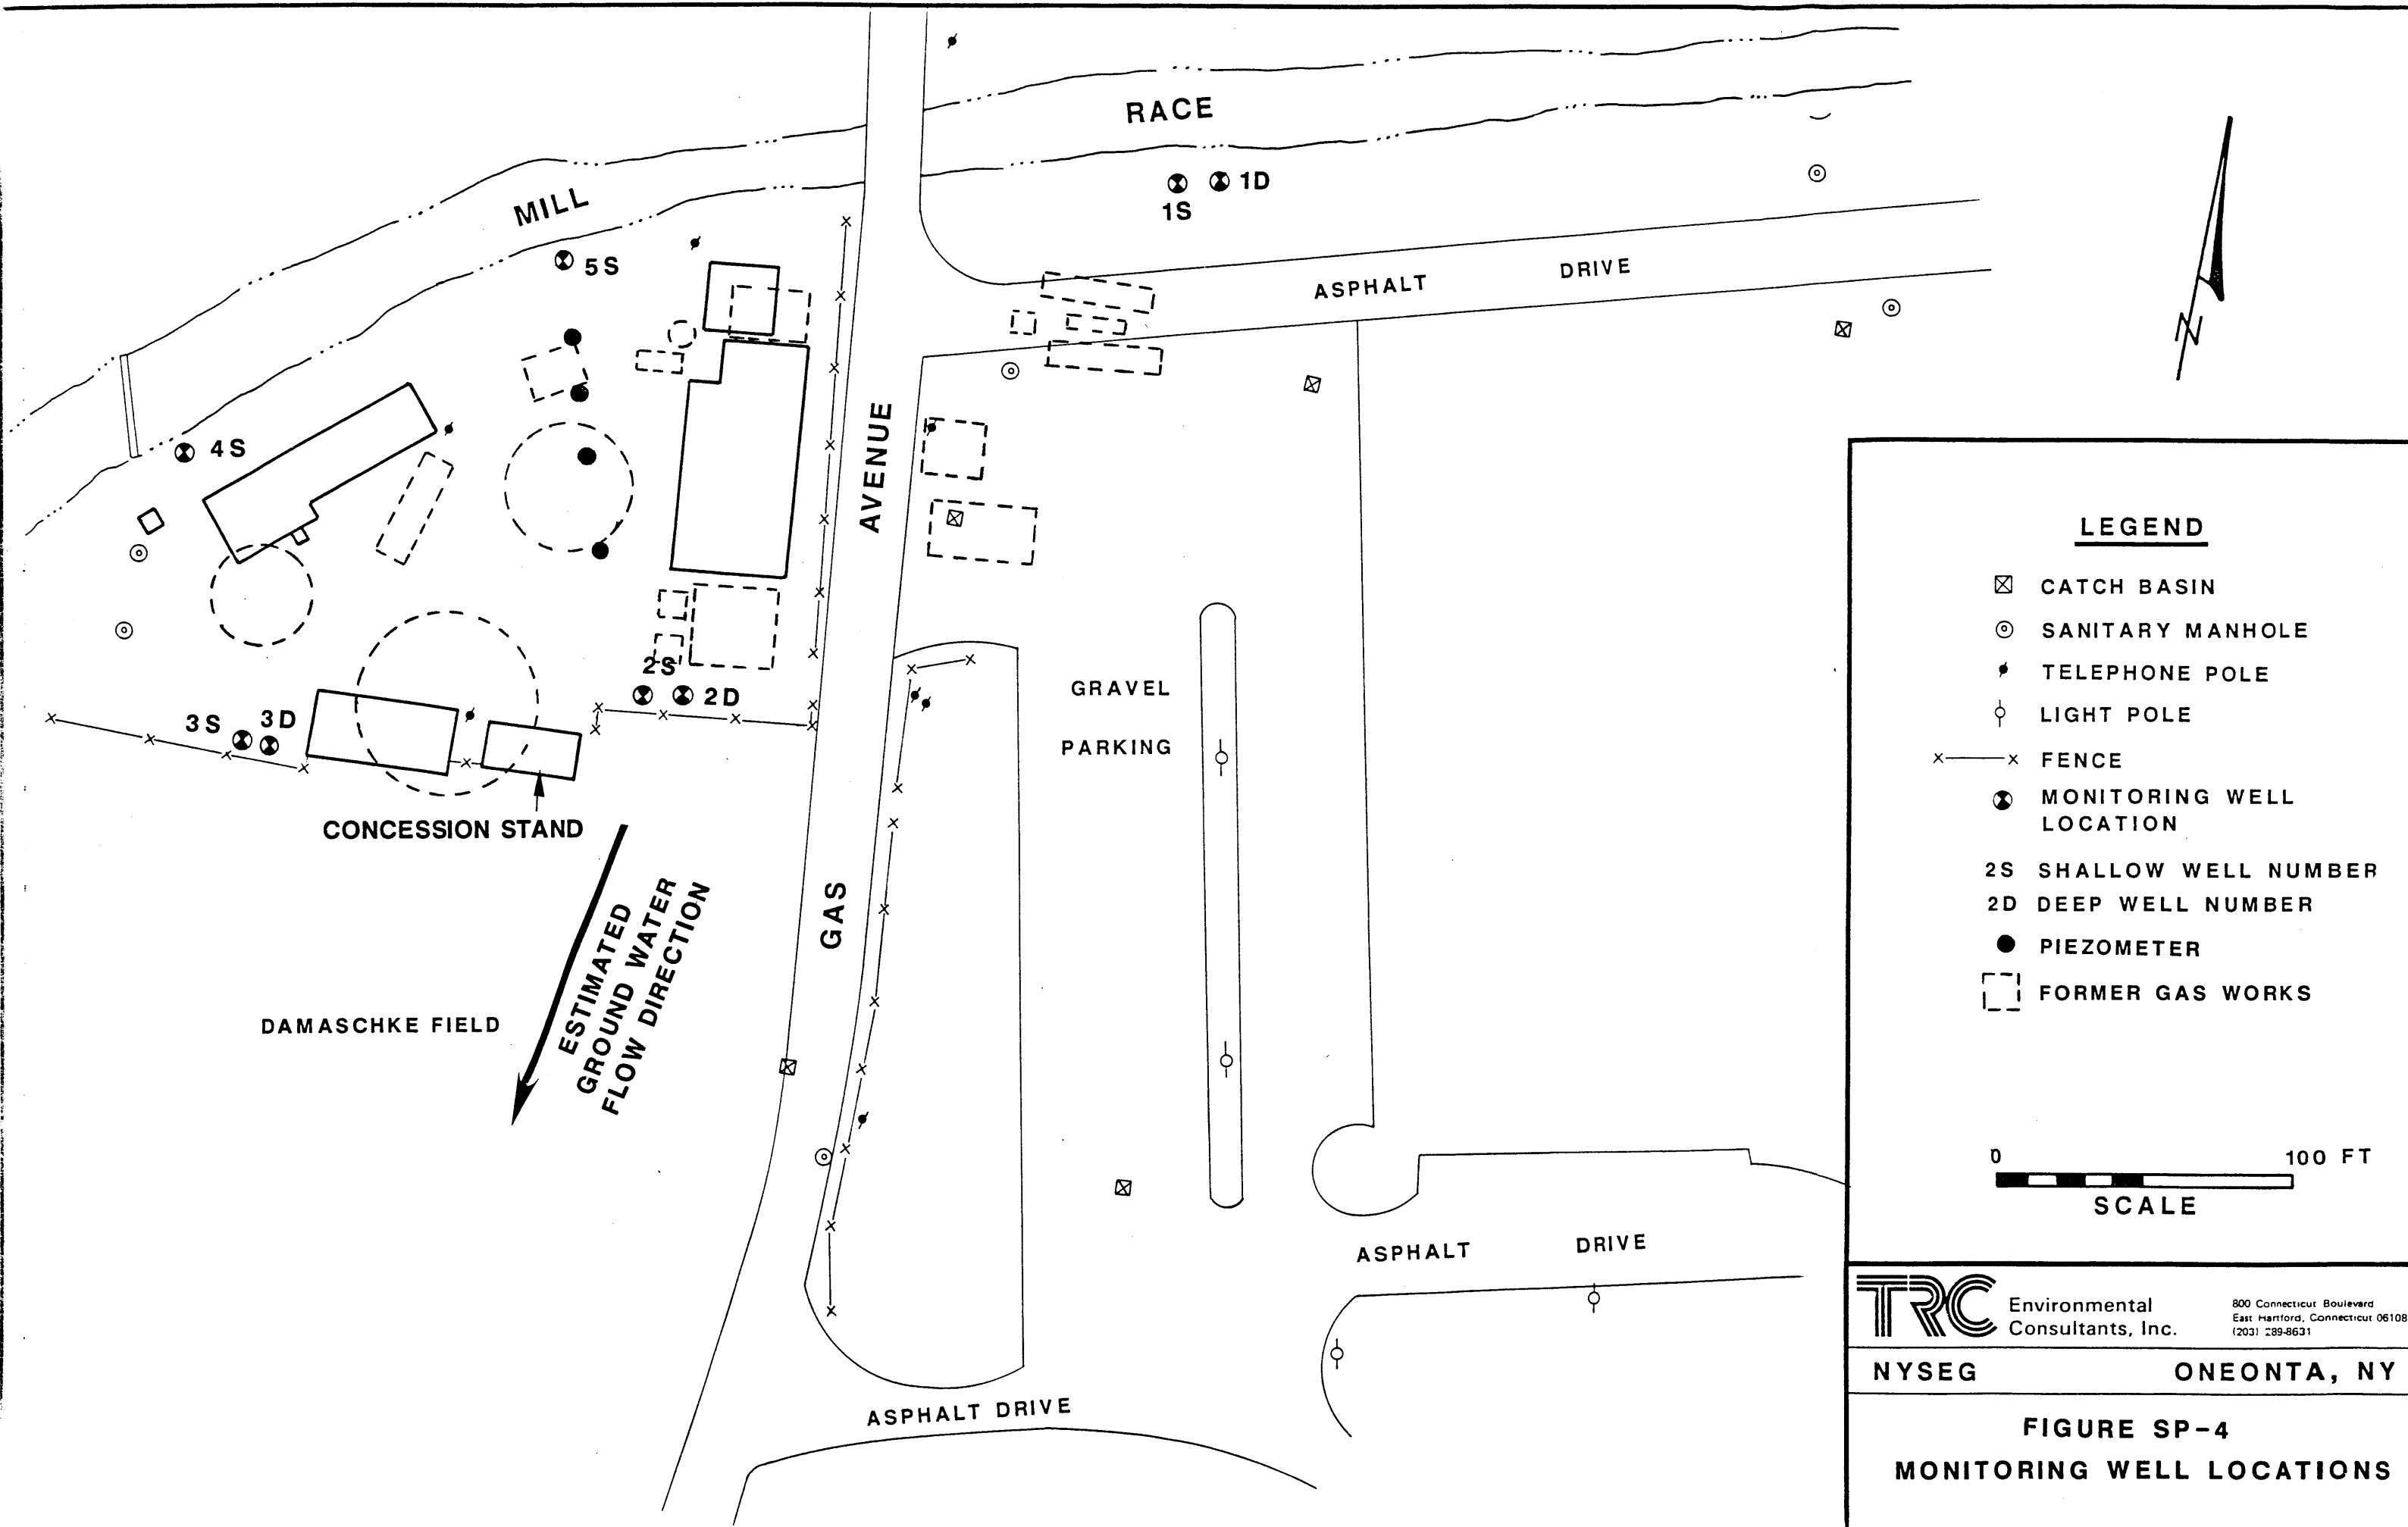 RACE
MILL
1D
1S
5S
ASPHALT DRIVE
4S
AVENUE
2S
2D
3S
3D
GRAVEL
PARKING
CONCESSION STAND
GAS
ESTIMATED
GROUND WATER
FLOW DIRECTION
DAMASCHKE FIELD
ASPHALT DRIVE
ASPHALT DRIVE
N
LEGEND
CATCH BASIN
SANITARY MANHOLE
TELEPHONE POLE
LIGHT POLE
x x FENCE
MONITORING WELL
LOCATION
2S SHALLOW WELL NUMBER
2D DEEP WELL NUMBER
PIEZOMETER
FORMER GAS WORKS
0 100 FT
SCALE
TRC
Environmental
Consultants, Inc.
800 Connecticut Boulevard
East Hartford, Connecticut 06108
(203) 289-8631
NYSEG ONEONTA, NY
FIGURE SP-4
MONITORING WELL LOCATIONS